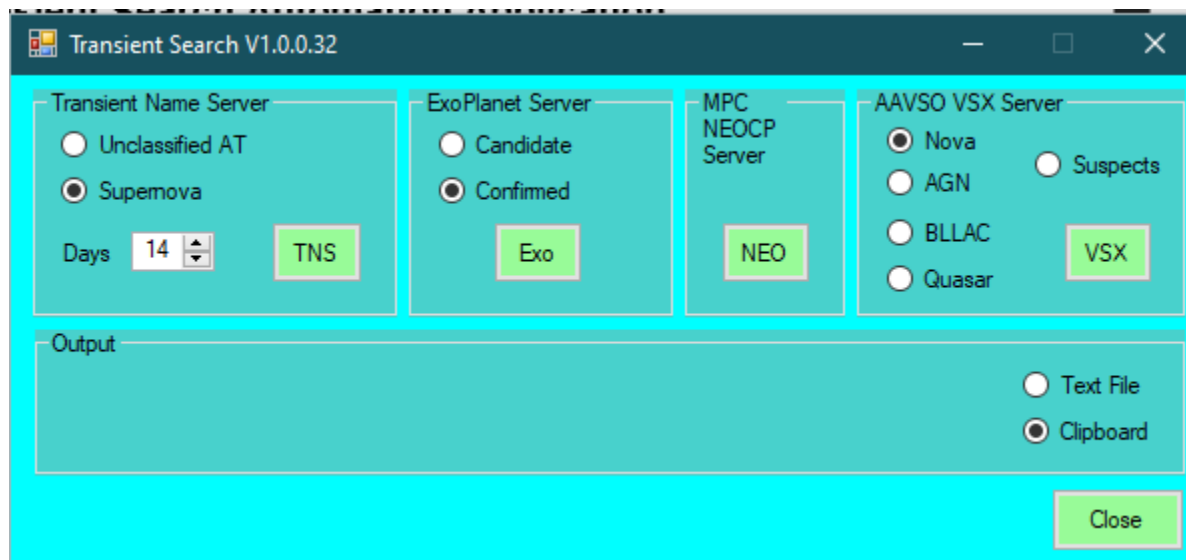 Transient Search V1.0.0.32
Transient Name Server
Unclassified AT
Supernova
Days 14
TNS
ExoPlanet Server
Candidate
Confirmed
Exo
MPC
NEOCP
Server
NEO
AAVSO VSX Server
Nova
Suspects
AGN
BLLAC
Quasar
VSX
Output
Text File
Clipboard
Close